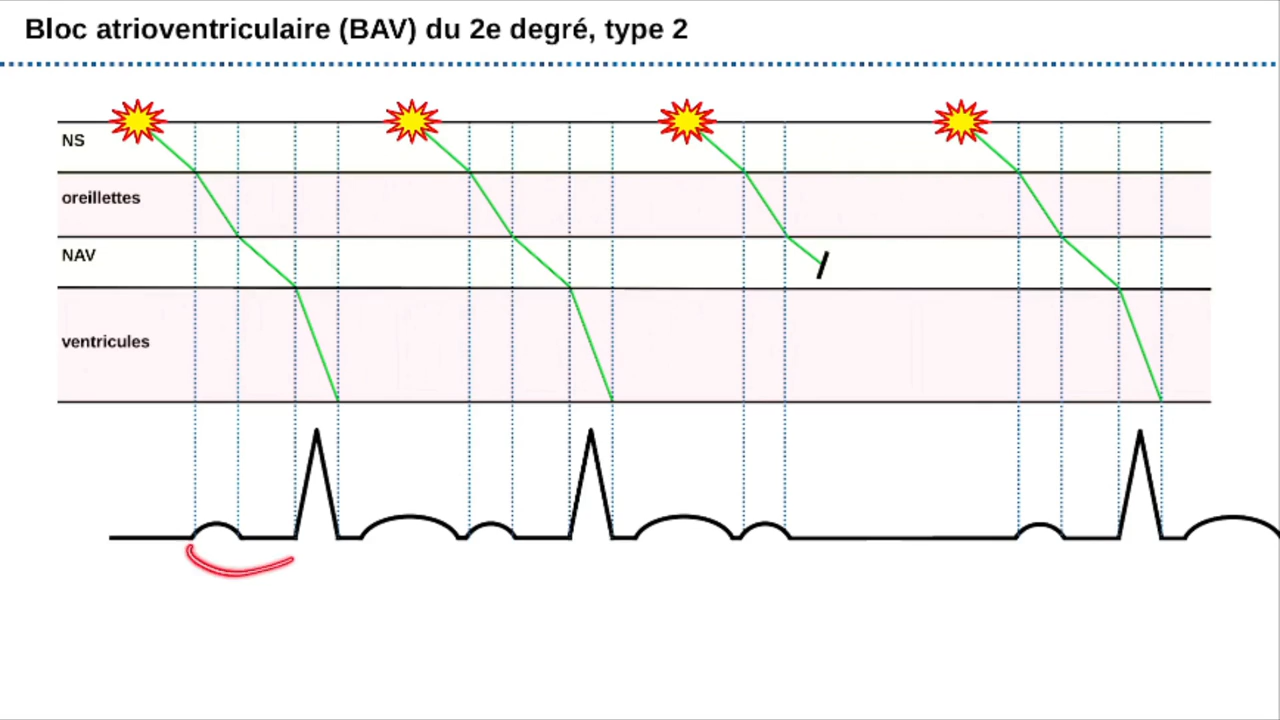 Bloc atrioventriculaire (BAV) du 2e degré, type 2
NS
oreillettes
NAV
ventricules